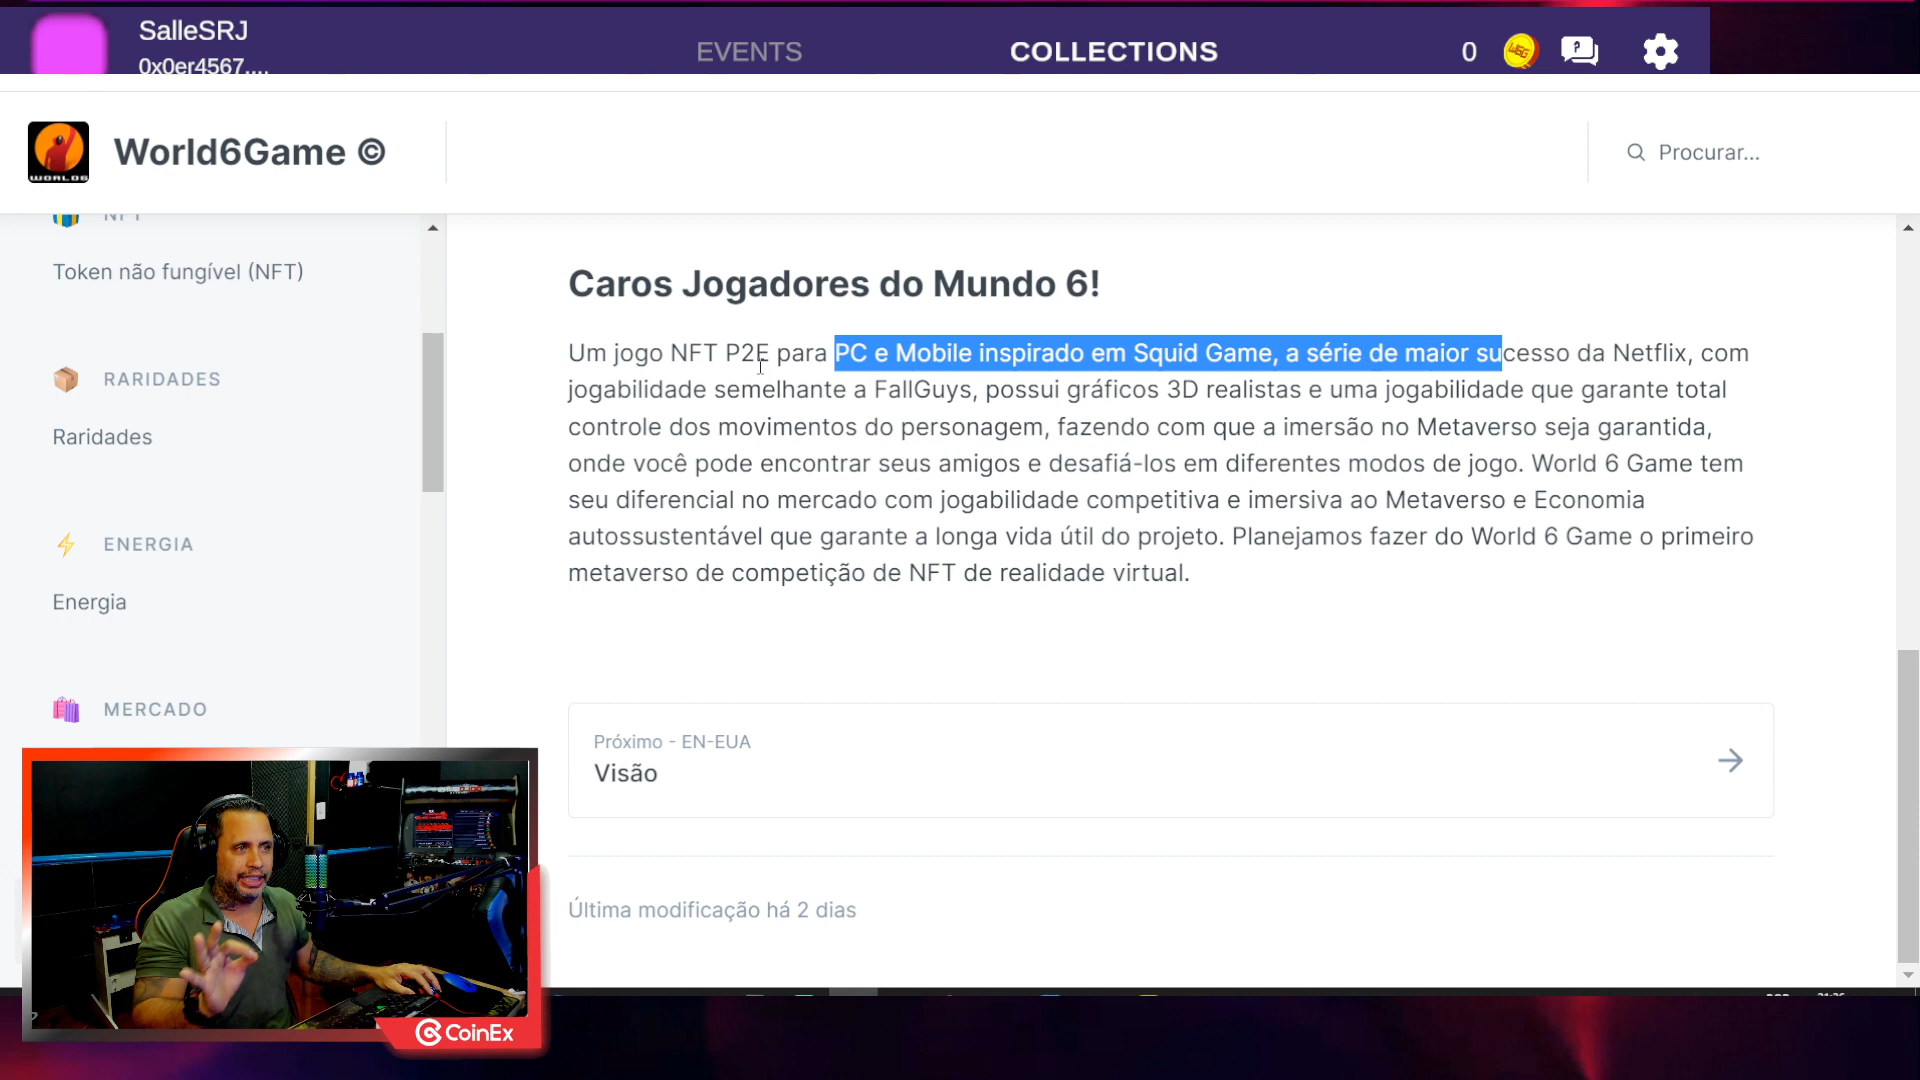 SalleSRJ
0x0er4567....
EVENTS
COLLECTIONS
0
W6G
World6Game ©
WORLD6
Procurar...
NFT
Token não fungível (NFT)
RARIDADES
Raridades
ENERGIA
Energia
MERCADO
Caros Jogadores do Mundo 6!
Um jogo NFT P2E para PC e Mobile inspirado em Squid Game, a série de maior sucesso da Netflix, com
jogabilidade semelhante a FallGuys, possui gráficos 3D realistas e uma jogabilidade que garante total
controle dos movimentos do personagem, fazendo com que a imersão no Metaverso seja garantida,
onde você pode encontrar seus amigos e desafiá-los em diferentes modos de jogo. World 6 Game tem
seu diferencial no mercado com jogabilidade competitiva e imersiva ao Metaverso e Economia
autossustentável que garante a longa vida útil do projeto. Planejamos fazer do World 6 Game o primeiro
metaverso de competição de NFT de realidade virtual.
Próximo - EN-EUA
Visão
Última modificação há 2 dias
CoinEx